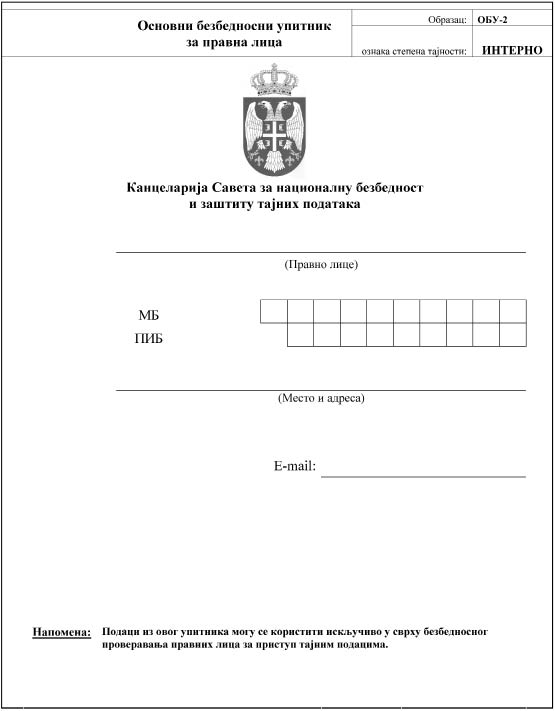 Основни безбедносни упитник
за правна лица
Образац: ОБУ-2
ознака степена тајности: ИНТЕРНО
Канцеларија Савета за националну безбедност
и заштиту тајних података
(Правно лице)
МБ
ПИБ
(Место и адреса)
E-mail:
Напомена: Подаци из овог упитника могу се користити искључиво у сврху безбедносног
проверавања правних лица за приступ тајним подацима.